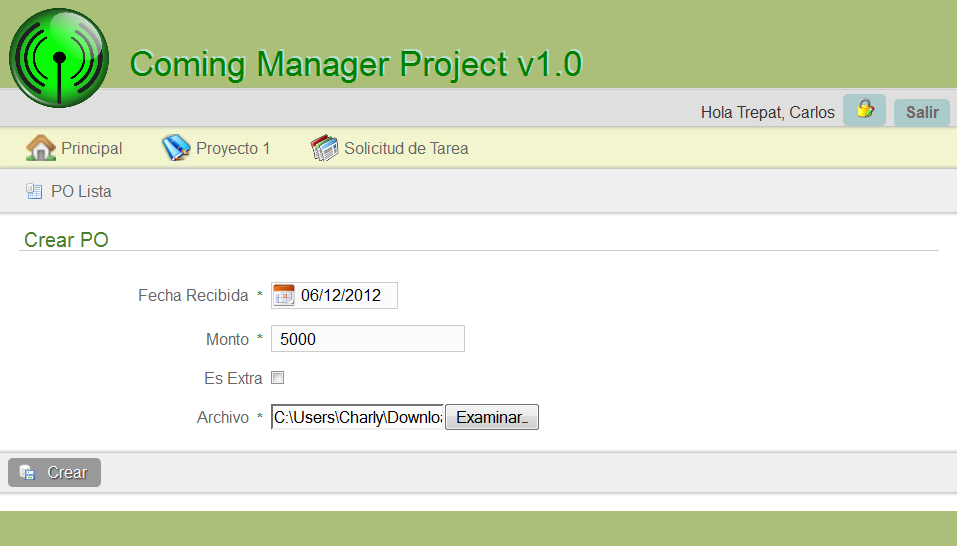 Coming Manager Project v1.0
Hola Trepat, Carlos Salir
Principal Proyecto 1 Solicitud de Tarea
PO Lista
Crear PO
Fecha Recibida * 06/12/2012
Monto * 5000
Es Extra
Archivo * C:\Users\Charly\Downloa Examinar...
Crear